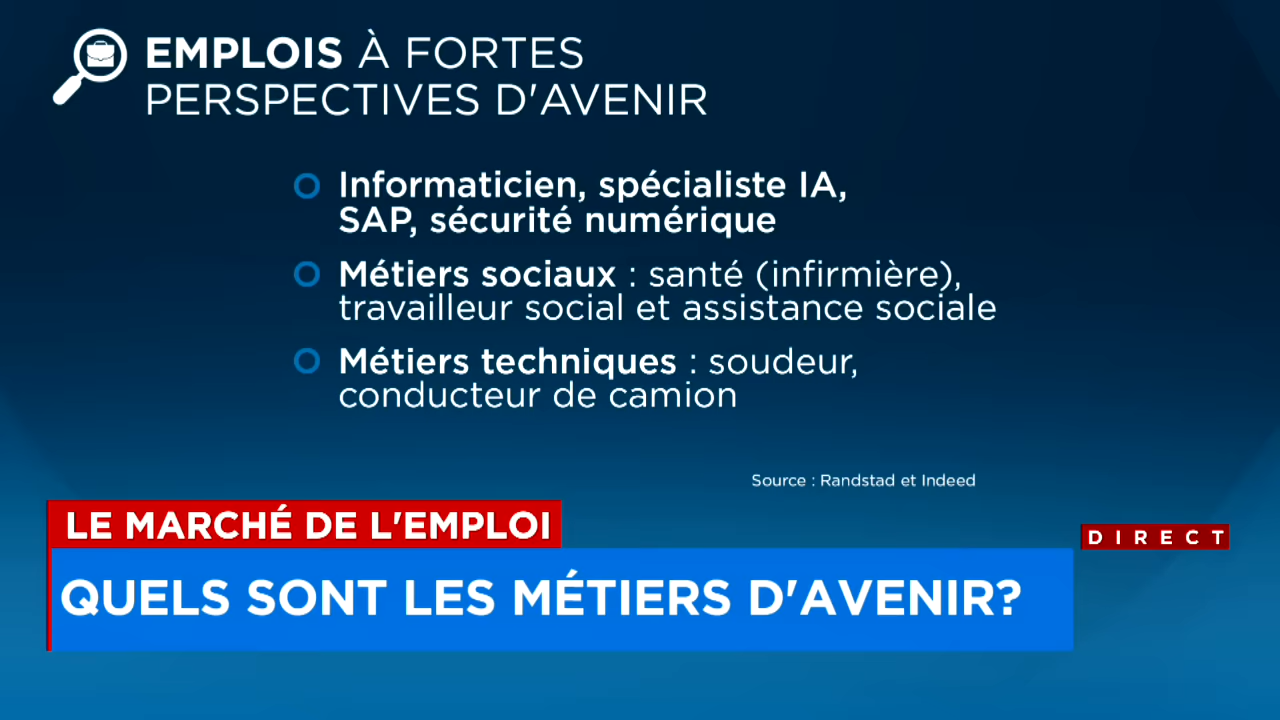 EMPLOIS À FORTES
PERSPECTIVES D'AVENIR
Informaticien, spécialiste IA,
SAP, sécurité numérique
Métiers sociaux : santé (infirmière),
travailleur social et assistance sociale
Métiers techniques : soudeur,
conducteur de camion
Source : Randstad et Indeed
LE MARCHÉ DE L'EMPLOI
DIRECT
QUELS SONT LES MÉTIERS D'AVENIR?